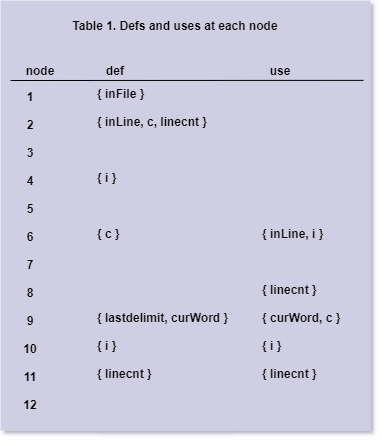 Table 1. Defs and uses at each node
node def use
1 { inFile }
2 { inLine, c, linecnt }
3
4 { i }
5
6 { c } { inLine, i }
7
8 { linecnt }
9 { lastdelimit, curWord } { curWord, c }
10 { i } { i }
11 { linecnt } { linecnt }
12